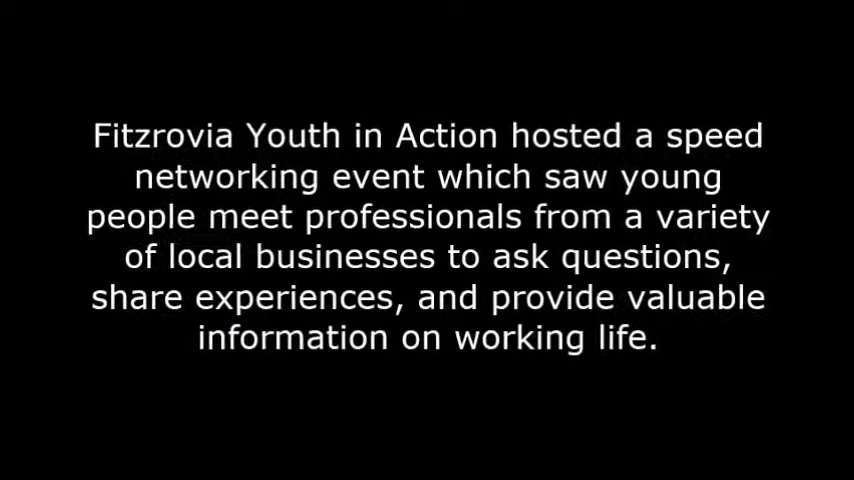 Fitzrovia Youth in Action hosted a speed
networking event which saw young
people meet professionals from a variety
of local businesses to ask questions,
share experiences, and provide valuable
information on working life.